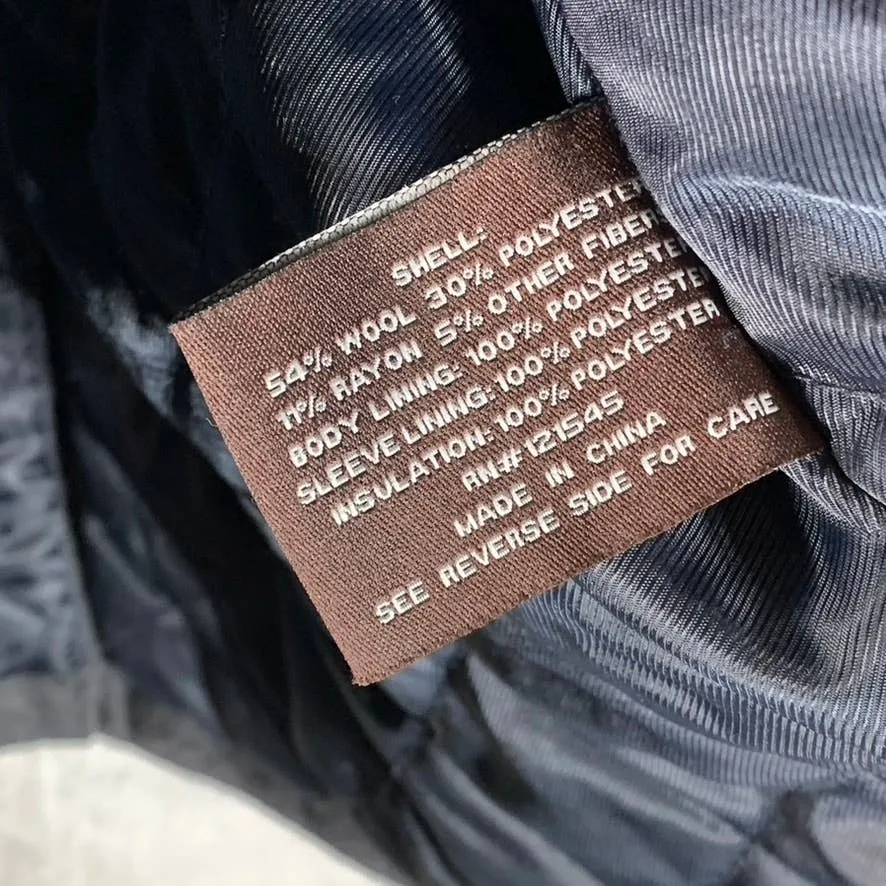 SHELL:
54% WOOL 30% POLYESTER
11% RAYON 5% OTHER FIBERS
BODY LINING: 100% POLYESTER
SLEEVE LINING: 100% POLYESTER
INSULATION: 100% POLYESTER
RN# 121545
MADE IN CHINA
SEE REVERSE SIDE FOR CARE